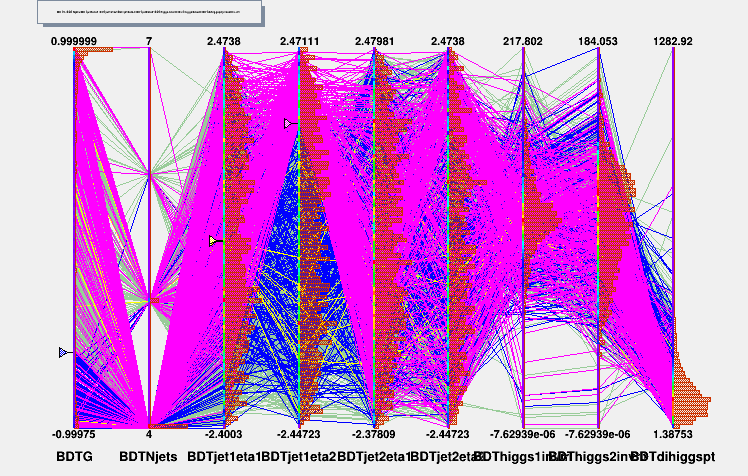 0.999999 7 2.4738 2.47111 2.47981 2.4738 217.802 184.053 1282.92
-0.99975 4 -2.4003 -2.44723 -2.37809 -2.44723 -7.62939e-06 -7.62939e-06 1.38753
BDTG BDTNjets BDTjet1eta1 BDTjet1eta2 BDTjet2eta1 BDTjet2eta2 BDThiggs1inv BDThiggs2inv BDTdihiggspt